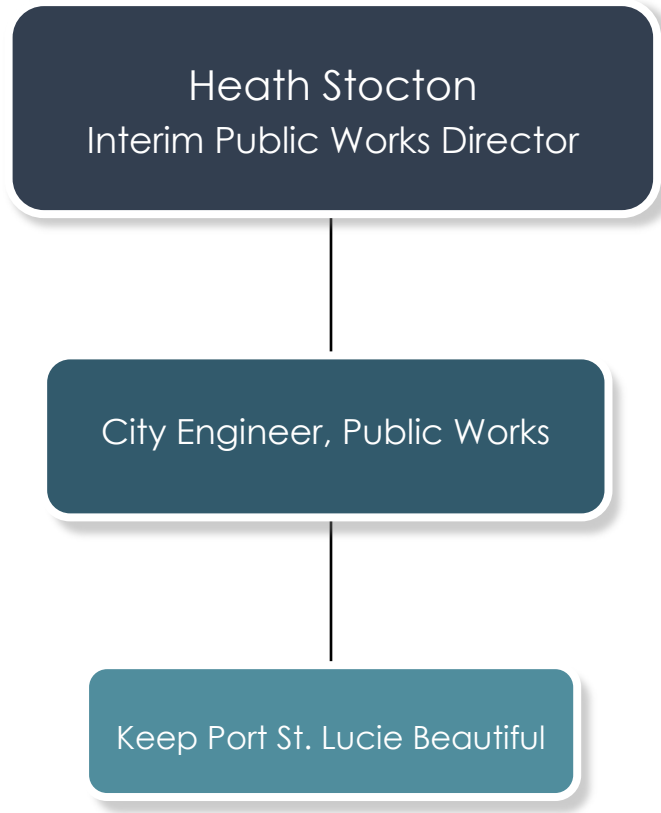 Heath Stocton
Interim Public Works Director
City Engineer, Public Works
Keep Port St. Lucie Beautiful